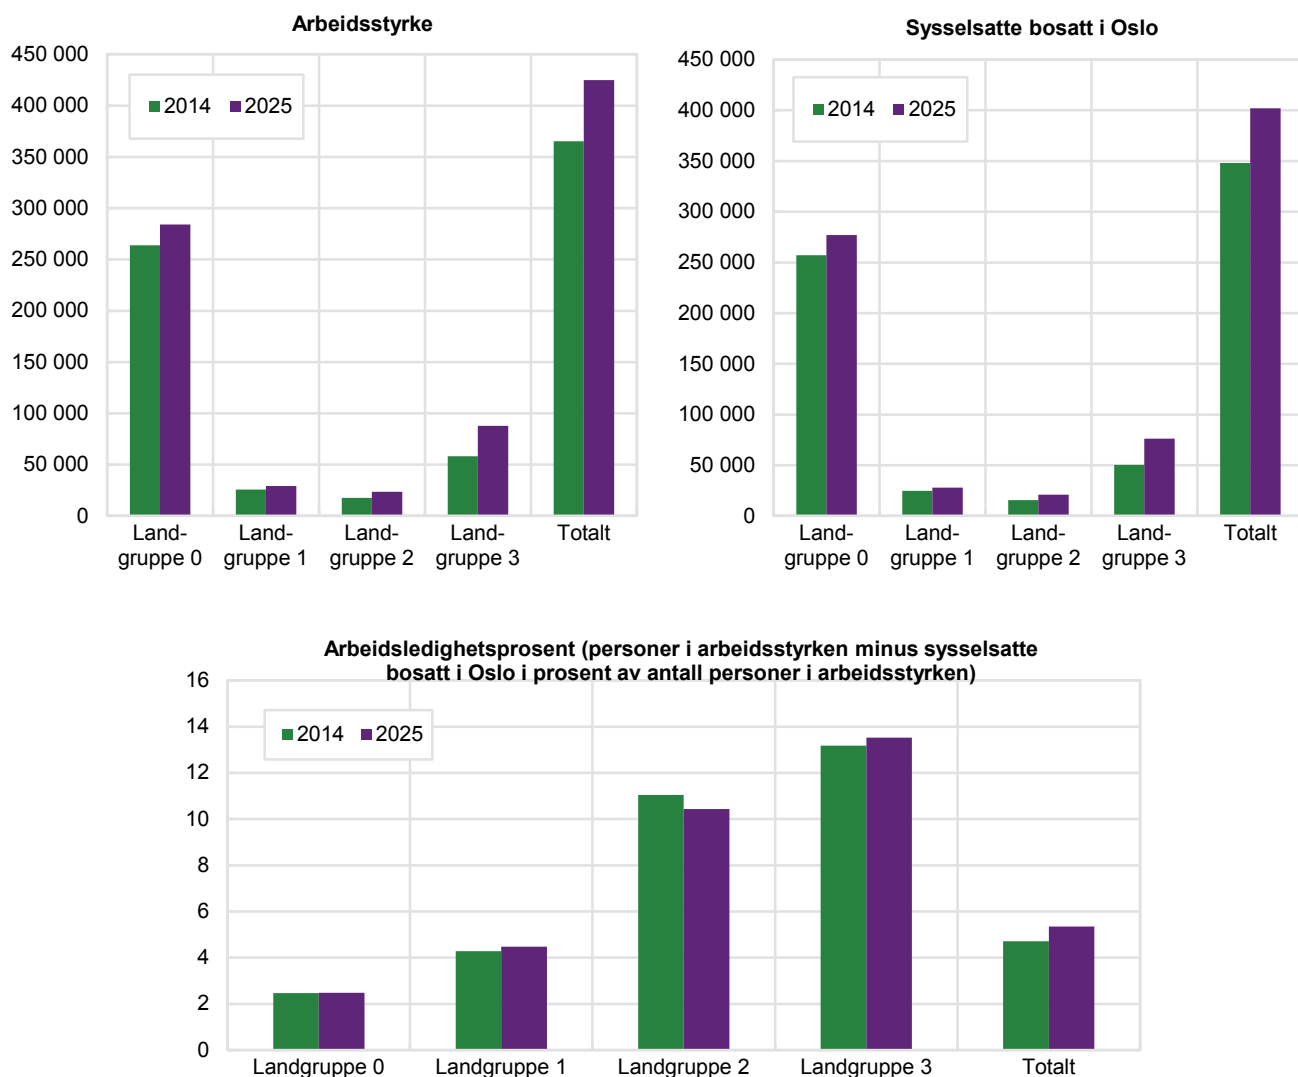 Arbeidsstyrke
450 000
400 000
350 000
300 000
250 000
200 000
150 000
100 000
50 000
0
2014 2025
Land-
gruppe 0
Land-
gruppe 1
Land-
gruppe 2
Land-
gruppe 3
Totalt
Sysselsatte bosatt i Oslo
450 000
400 000
350 000
300 000
250 000
200 000
150 000
100 000
50 000
0
2014 2025
Land-
gruppe 0
Land-
gruppe 1
Land-
gruppe 2
Land-
gruppe 3
Totalt
Arbeidsledighetsprosent (personer i arbeidsstyrken minus sysselsatte
bosatt i Oslo i prosent av antall personer i arbeidsstyrken)
16
14
12
10
8
6
4
2
0
2014 2025
Landgruppe 0 Landgruppe 1 Landgruppe 2 Landgruppe 3 Totalt